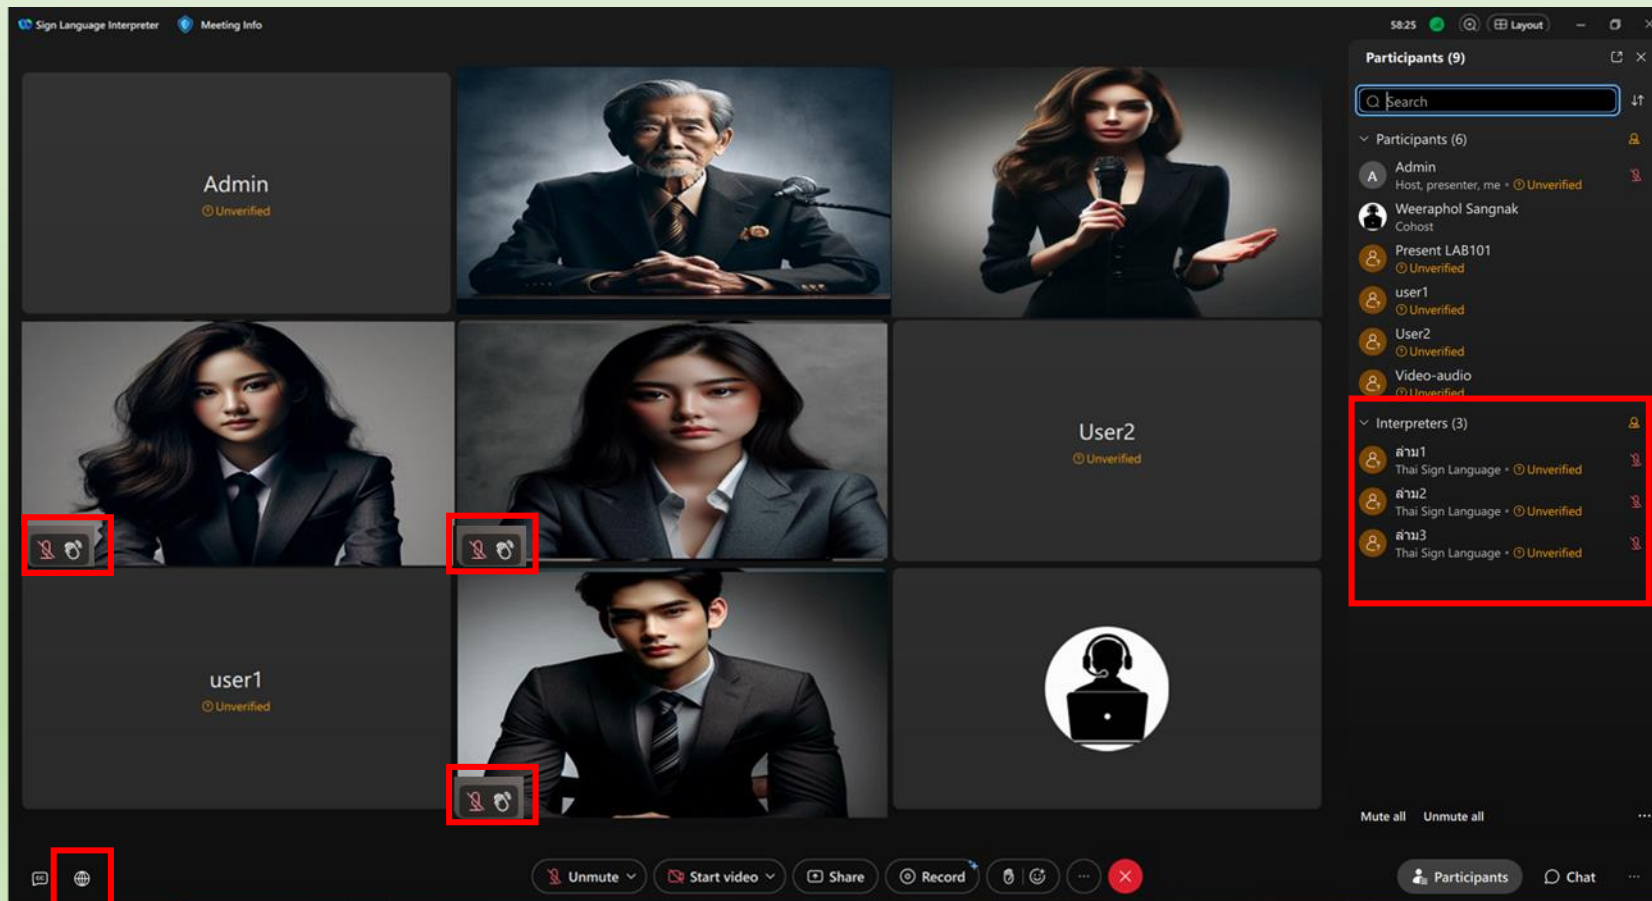 Sign Language Interpreter
Meeting Info
58:25
Layout
Admin
Unverified
User2
Unverified
user1
Unverified
Participants (9)
Search
Participants (6)
A
Admin
Host, presenter, me • Unverified
Weeraphol Sangnak
Cohost
Present LAB101
Unverified
user1
Unverified
User2
Unverified
Video-audio
Unverified
Interpreters (3)
ล่าม1
Thai Sign Language • Unverified
ล่าม2
Thai Sign Language • Unverified
ล่าม3
Thai Sign Language • Unverified
Mute all Unmute all
CC
Unmute
Start video
Share
Record
Participants
Chat